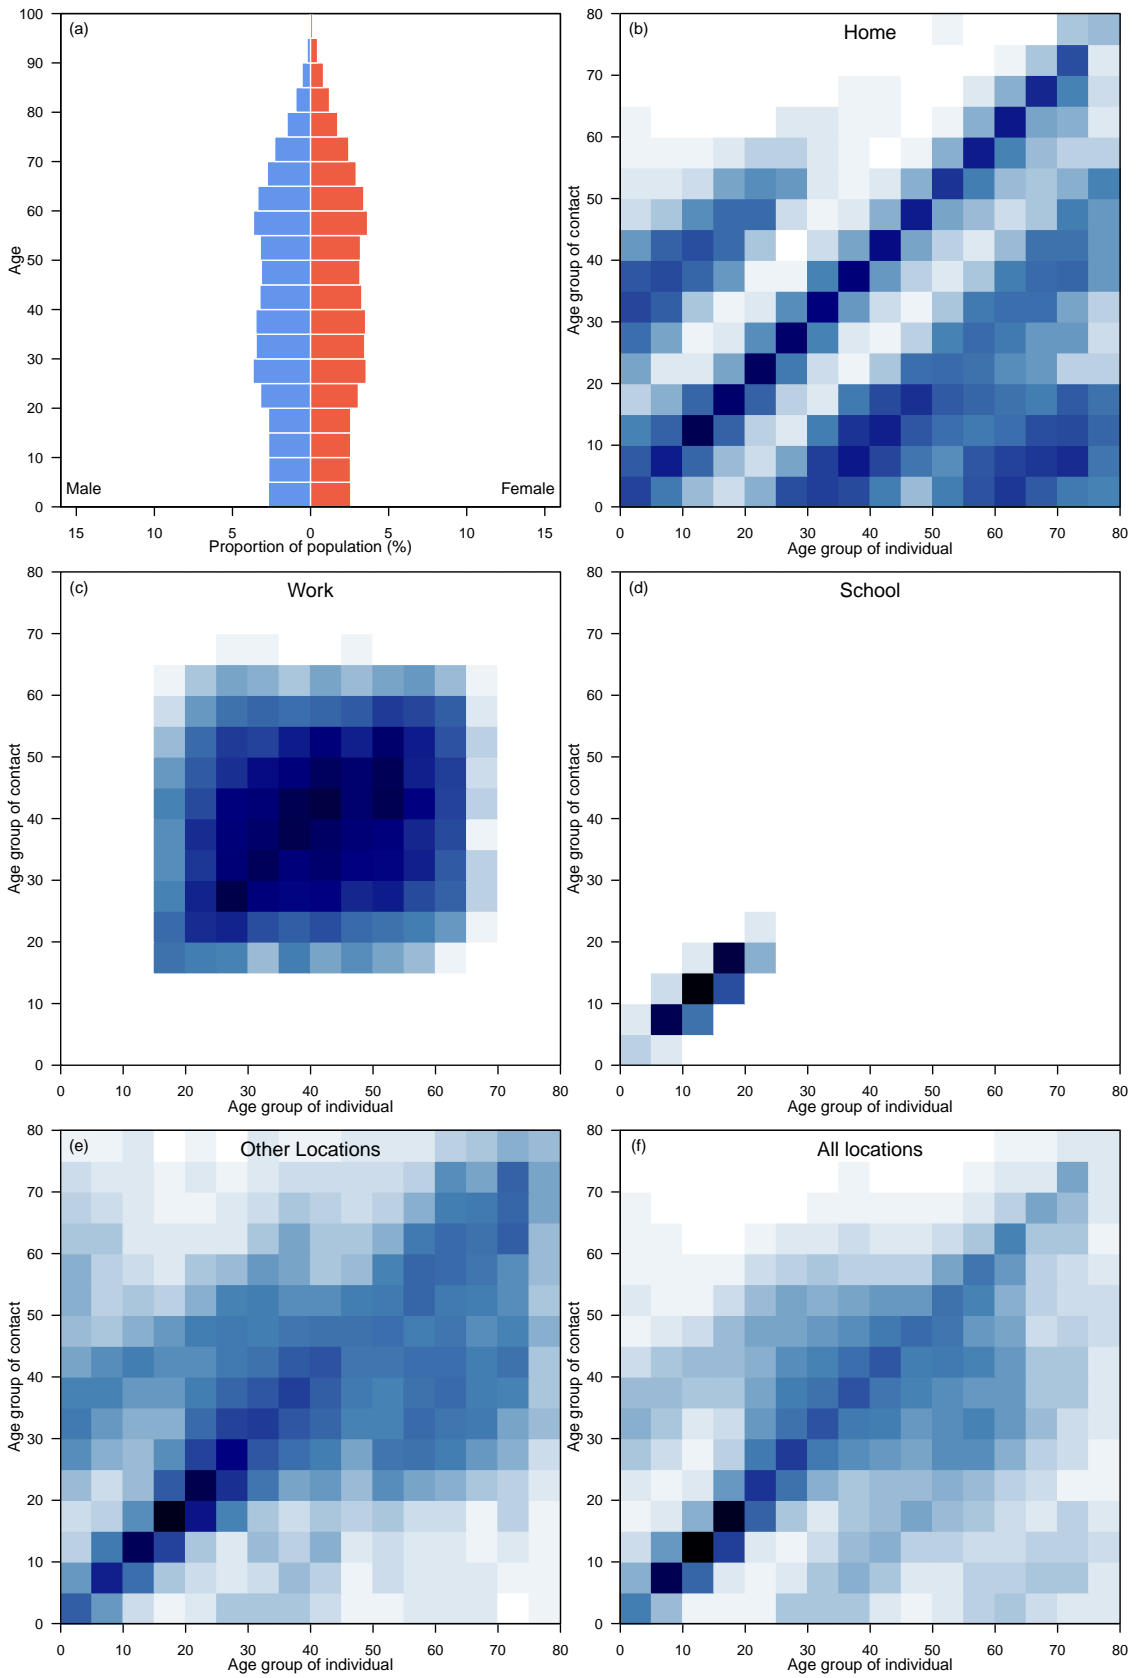 (a)
100
90
80
70
60
50
40
30
20
10
0
Age
Male
Female
15 10 5 0 5 10 15
Proportion of population (%)
(b)
Home
80
70
60
50
40
30
20
10
0
Age group of contact
0 10 20 30 40 50 60 70 80
Age group of individual
(c)
Work
80
70
60
50
40
30
20
10
0
Age group of contact
0 10 20 30 40 50 60 70 80
Age group of individual
(d)
School
80
70
60
50
40
30
20
10
0
Age group of contact
0 10 20 30 40 50 60 70 80
Age group of individual
(e)
Other Locations
80
70
60
50
40
30
20
10
0
Age group of contact
0 10 20 30 40 50 60 70 80
Age group of individual
(f)
All locations
80
70
60
50
40
30
20
10
0
Age group of contact
0 10 20 30 40 50 60 70 80
Age group of individual